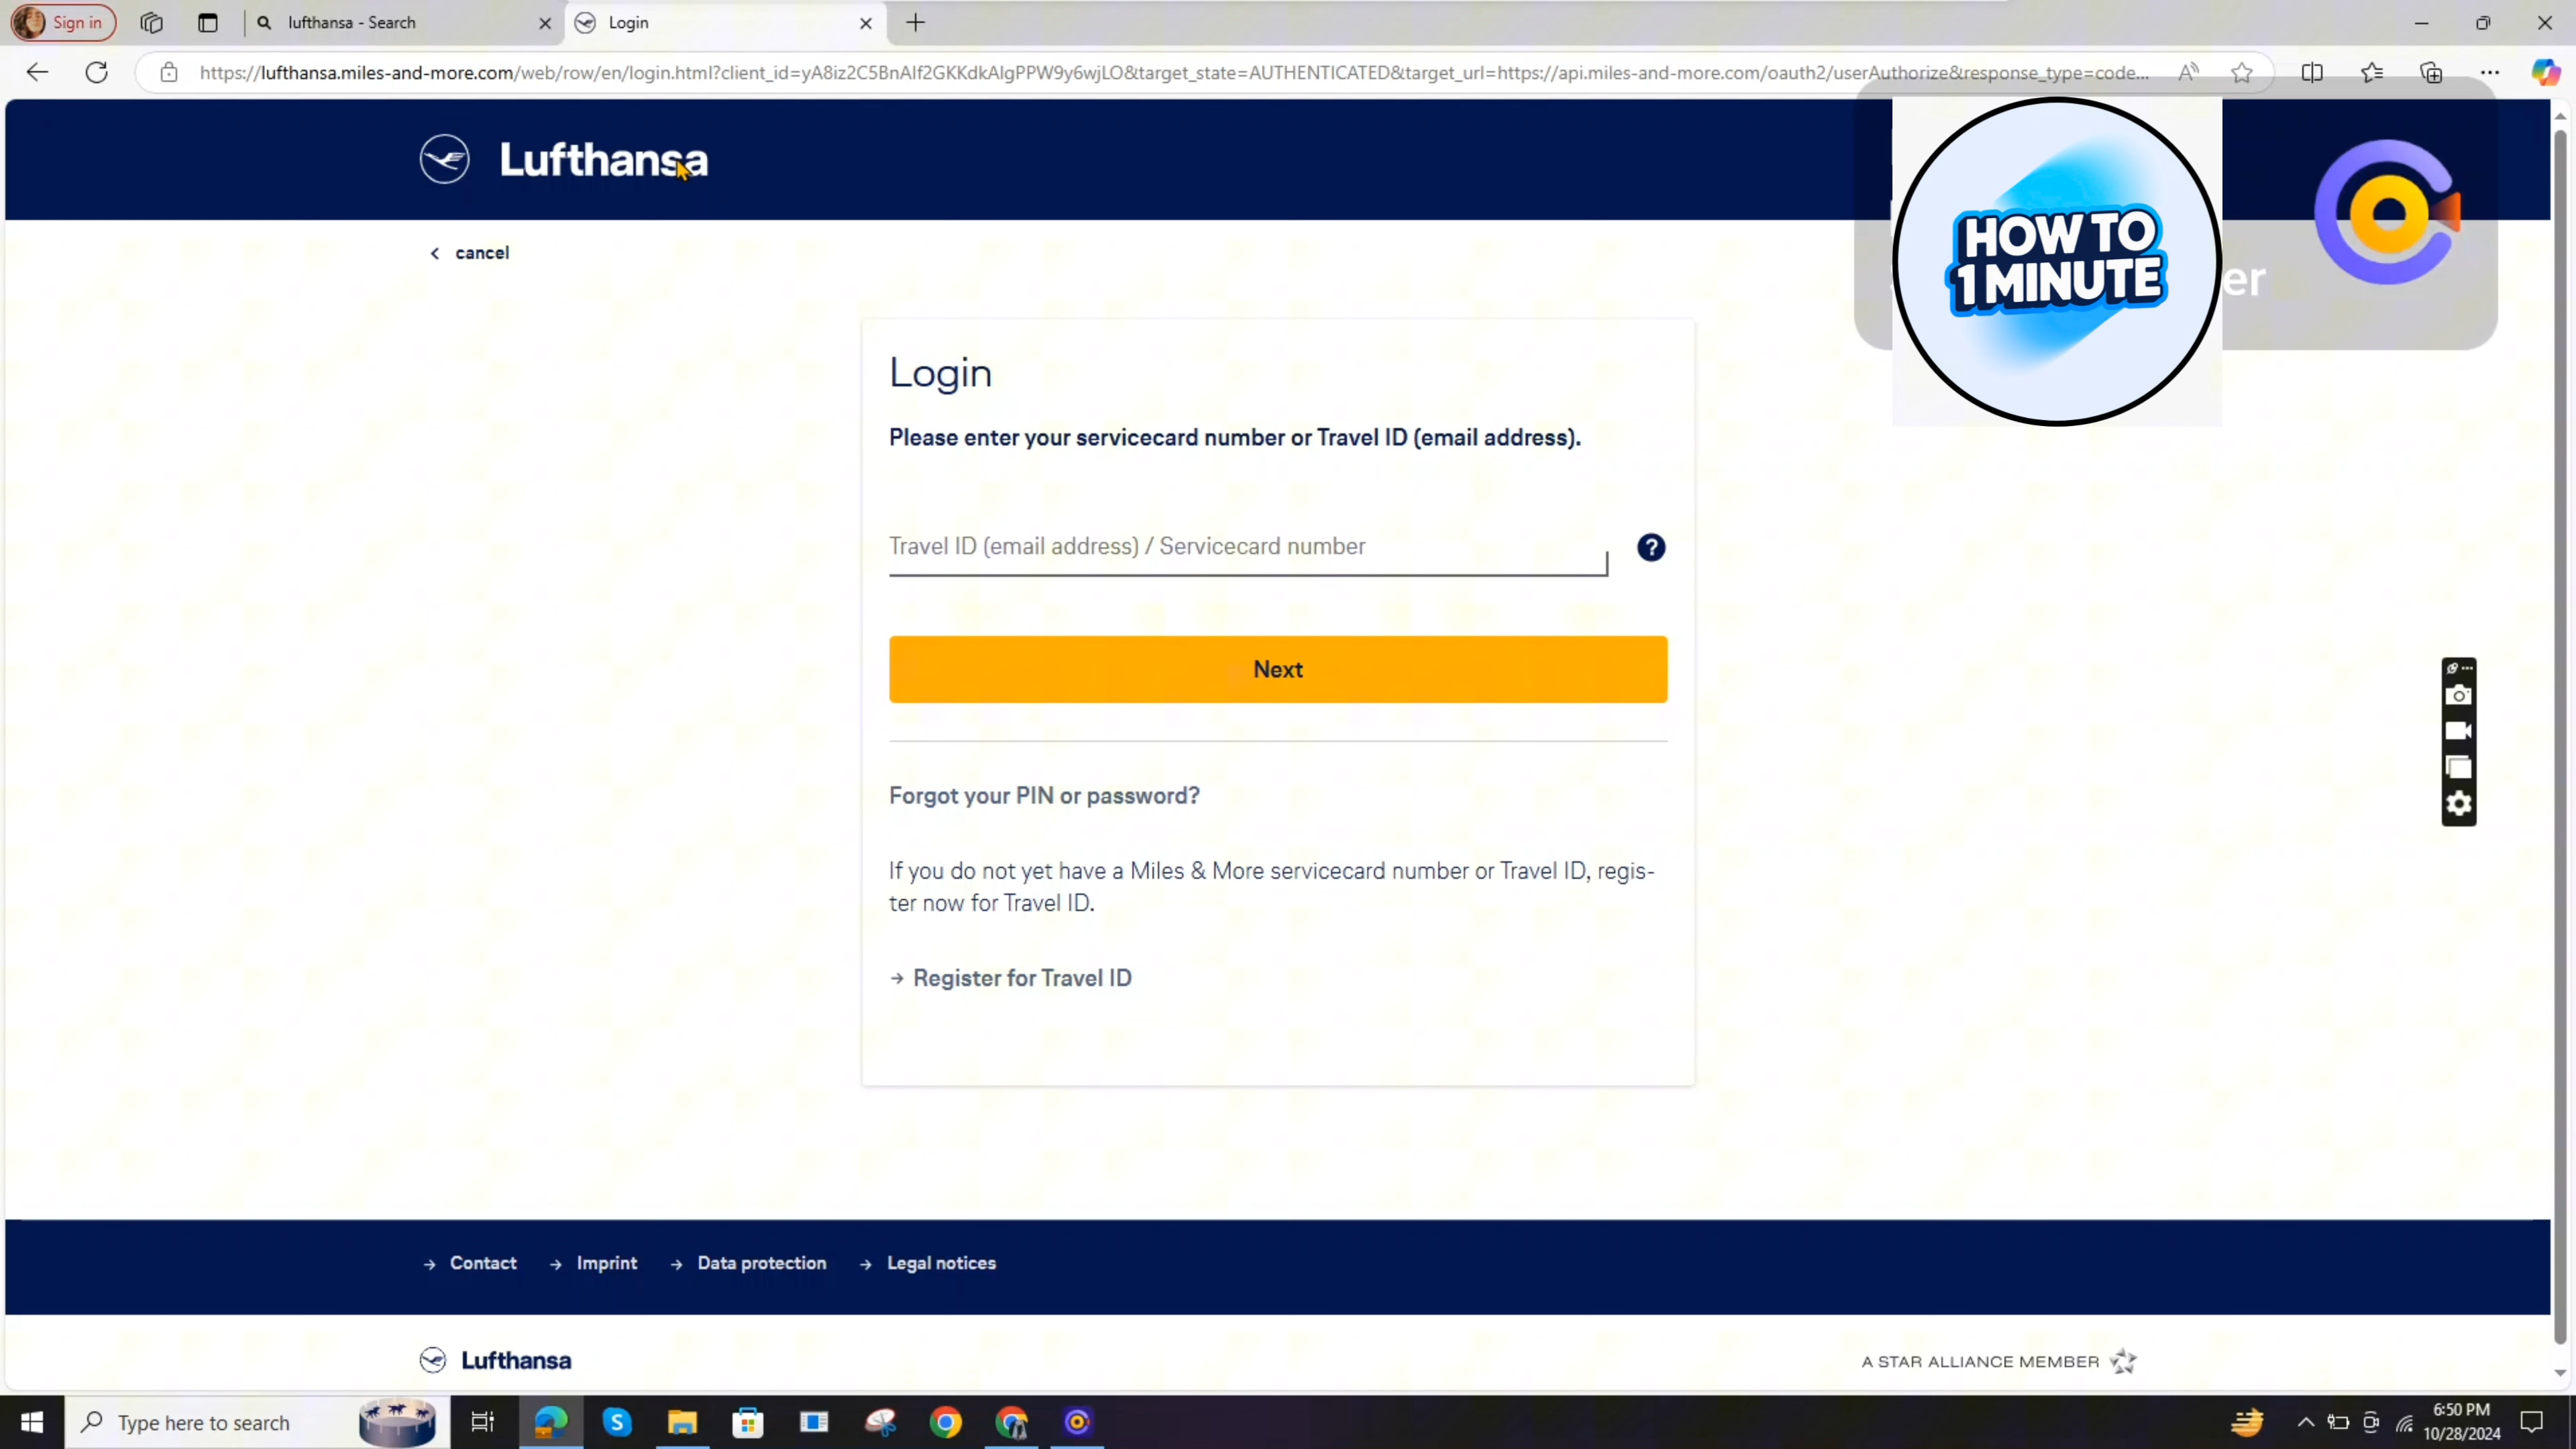 Sign in
lufthansa - Search
Login
https://lufthansa.miles-and-more.com/web/row/en/login.html?client_id=yA8iz2C5BnAlf2GKKdkAlgPPW9y6wjLO&target_state=AUTHENTICATED&target_url=https://api.miles-and-more.com/oauth2/userAuthorize&response_type=code...
Lufthansa
HOW TO
1 MINUTE
er
cancel
Login
Please enter your servicecard number or Travel ID (email address).
Travel ID (email address) / Servicecard number
?
Next
Forgot your PIN or password?
If you do not yet have a Miles & More servicecard number or Travel ID, regis-
ter now for Travel ID.
Register for Travel ID
Contact
Imprint
Data protection
Legal notices
Lufthansa
A STAR ALLIANCE MEMBER
Type here to search
6:50 PM
10/28/2024